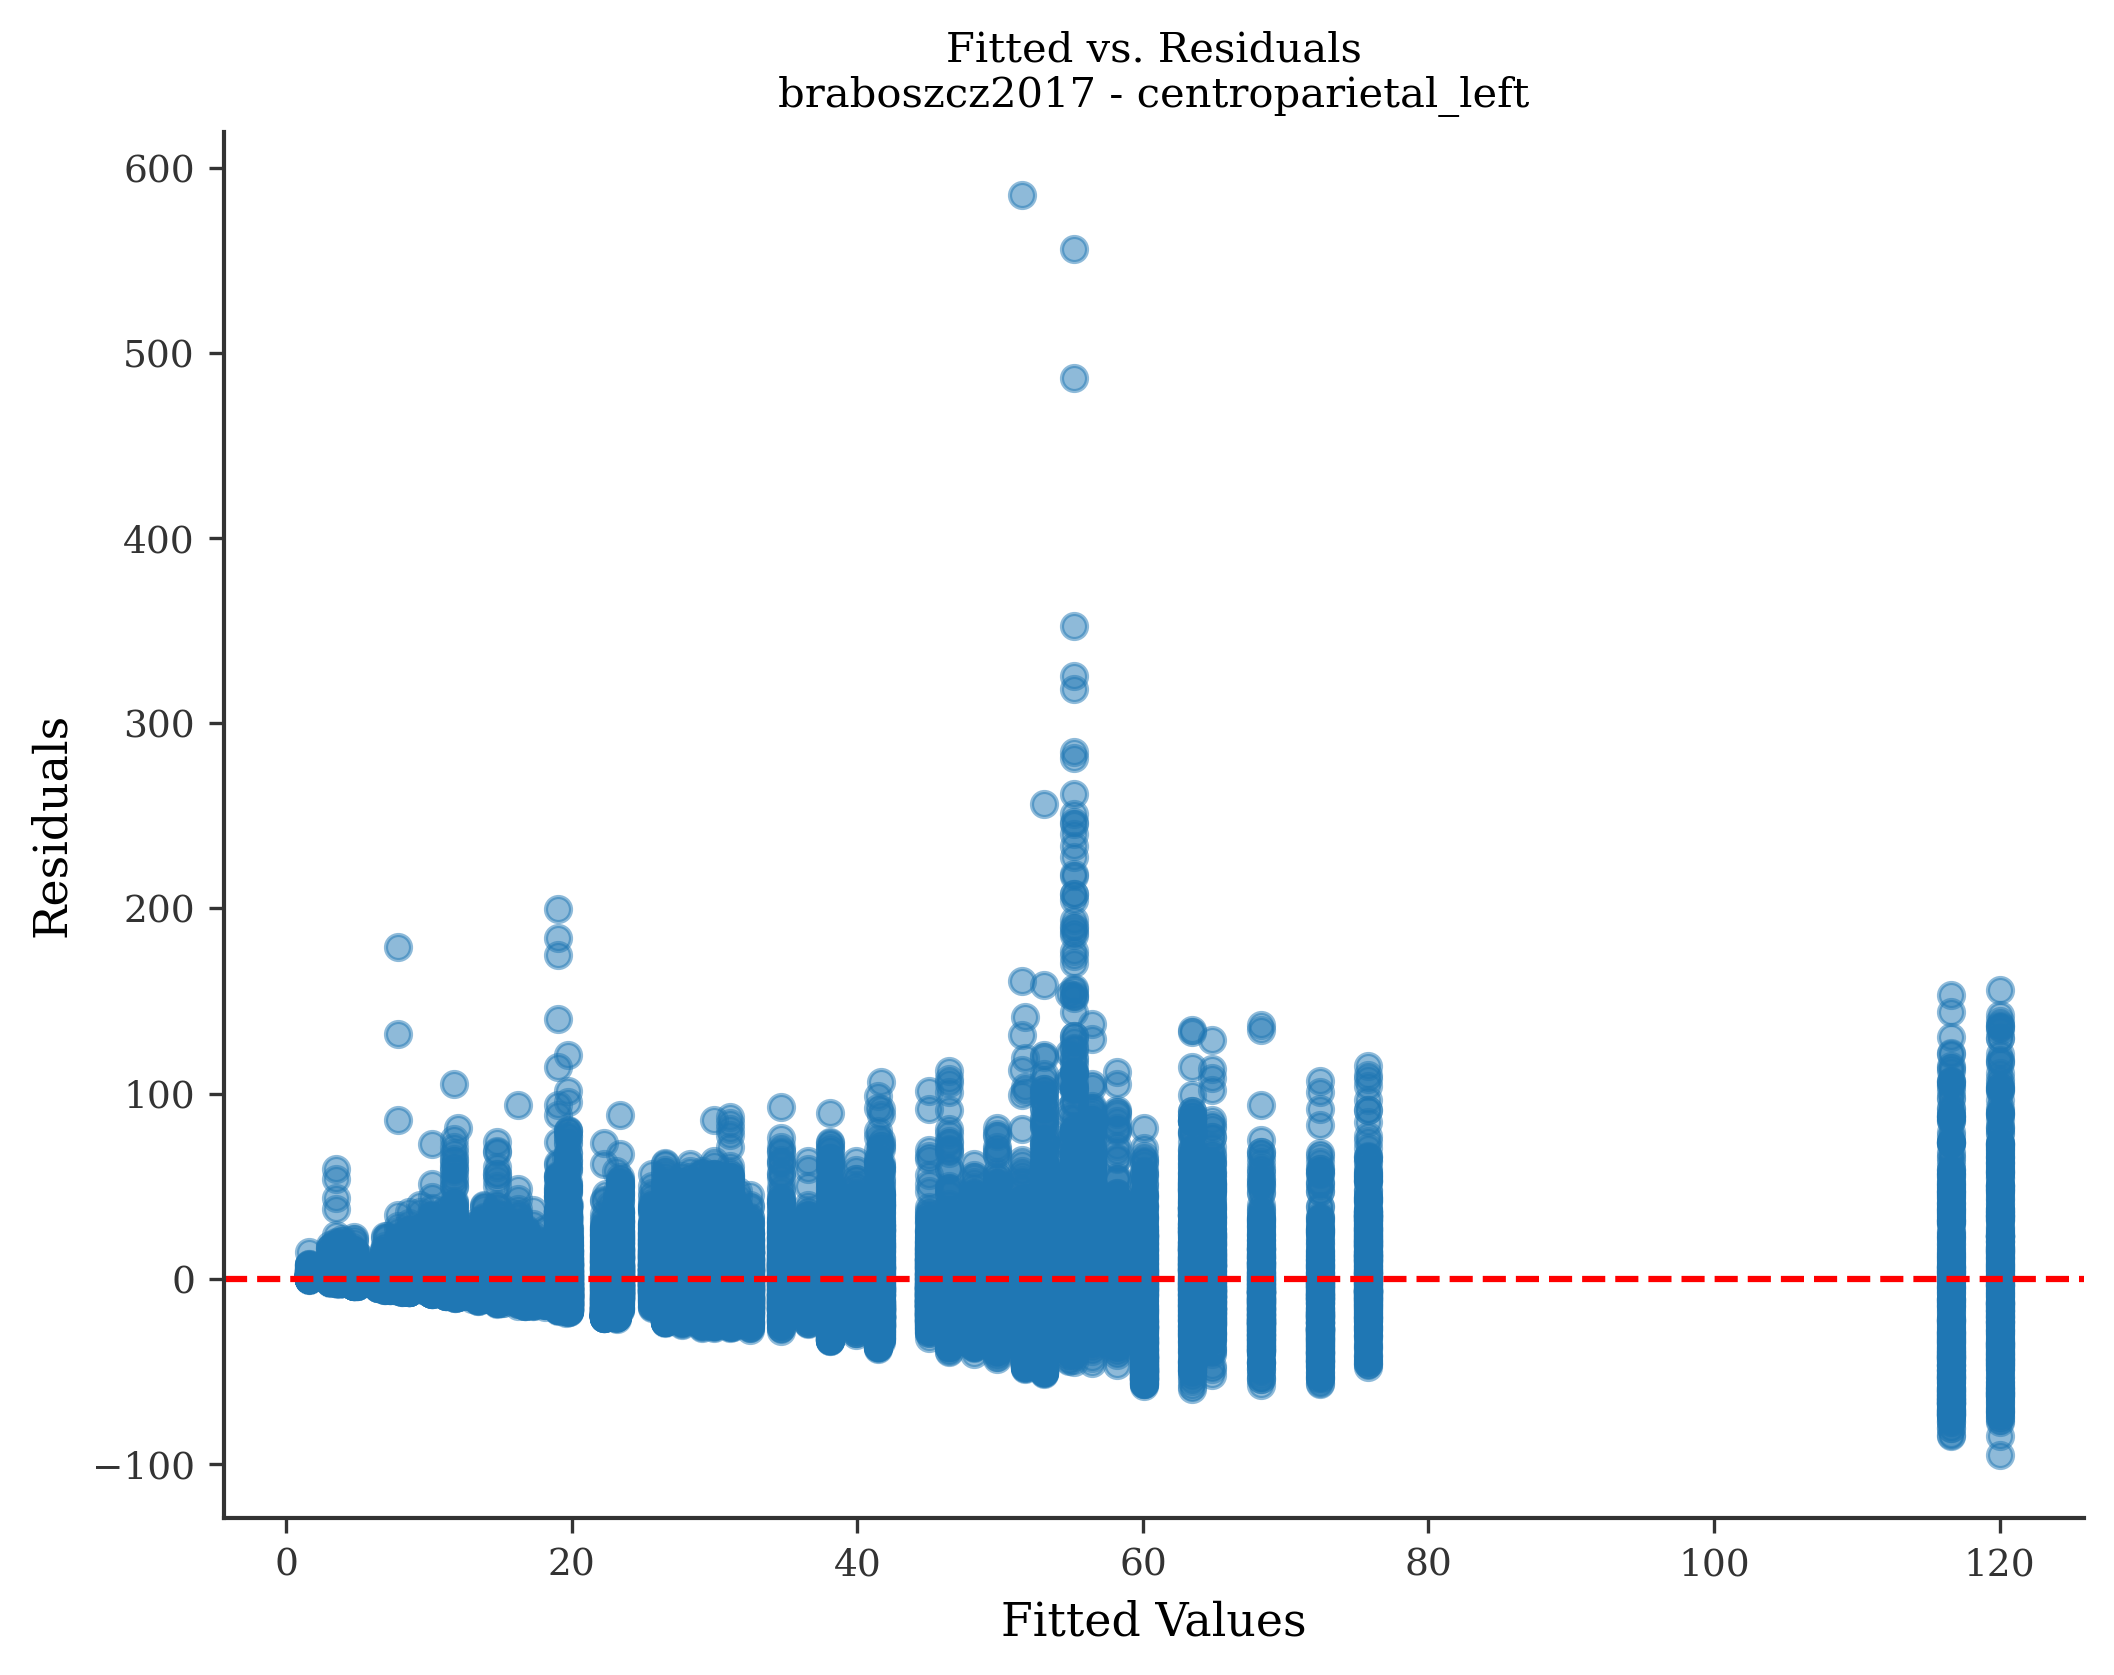 Fitted vs. Residuals
braboszcz2017 - centroparietal_left
600
500
400
300
200
100
0
−100
Residuals
0 20 40 60 80 100 120
Fitted Values